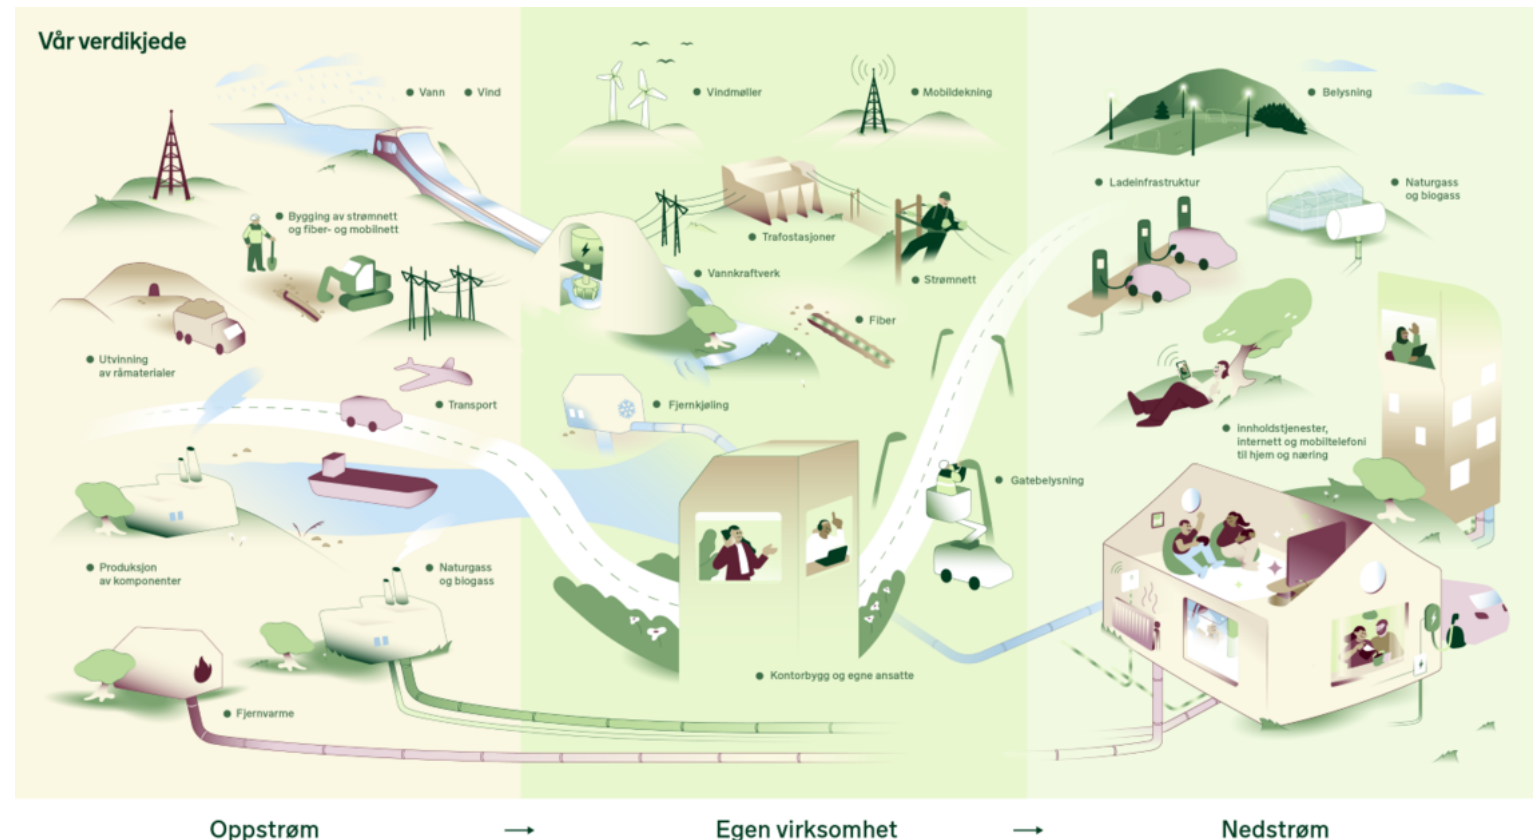 Vår verdikjede
Vann
Vind
Bygging av strømnett
og fiber- og mobilnett
Utvinning
av råmaterialer
Transport
Produksjon
av komponenter
Naturgass
og biogass
Fjernvarme
Vindmøller
Mobildekning
Trafostasjoner
Vannkraftverk
Strømnett
Fiber
Fjernkjøling
Gatebelysning
Kontorbygg og egne ansatte
Belysning
Ladeinfrastruktur
Naturgass
og biogass
innholdstjenester,
internett og mobiltelefoni
til hjem og næring
Oppstrøm → Egen virksomhet → Nedstrøm